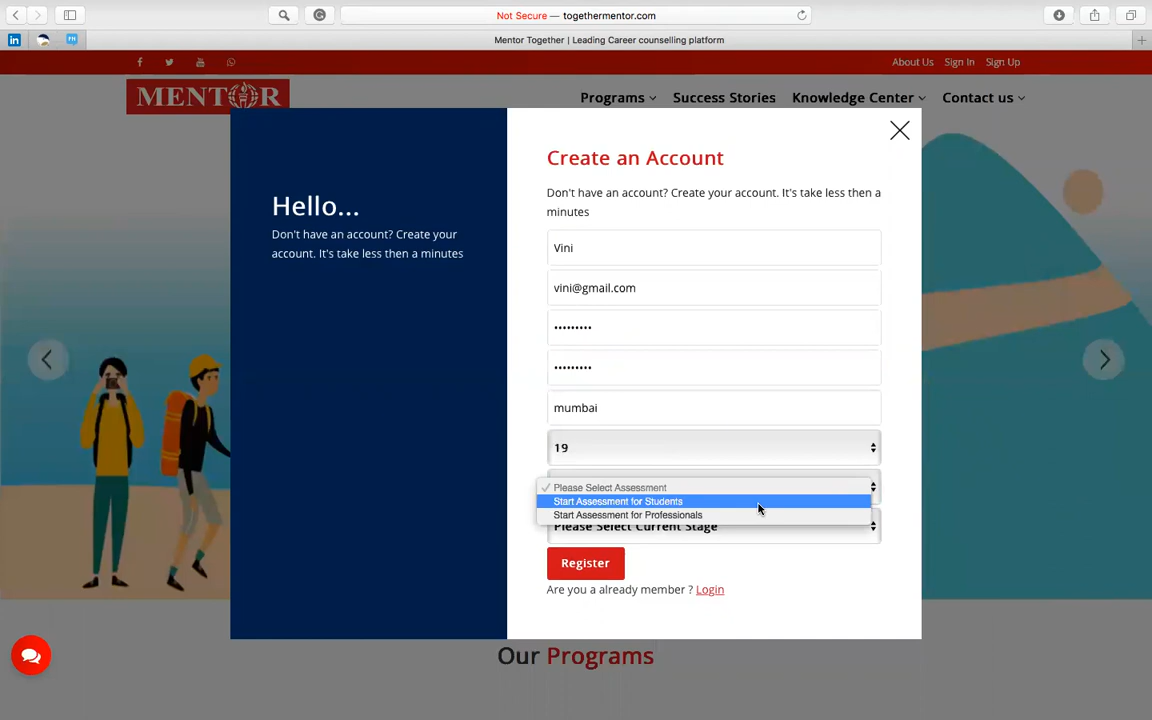 Not Secure — togethermentor.com
Mentor Together | Leading Career counselling platform
About Us Sign In Sign Up
MENTOR
Programs Success Stories Knowledge Center Contact us
Create an Account
Don't have an account? Create your account. It's take less then a
minutes
Hello...
Don't have an account? Create your
account. It's take less then a minutes
Vini
vini@gmail.com
•••••••••
•••••••••
mumbai
19
✓ Please Select Assessment
Start Assessment for Students
Start Assessment for Professionals
Please Select Current Stage
Register
Are you a already member ? Login
Our Programs